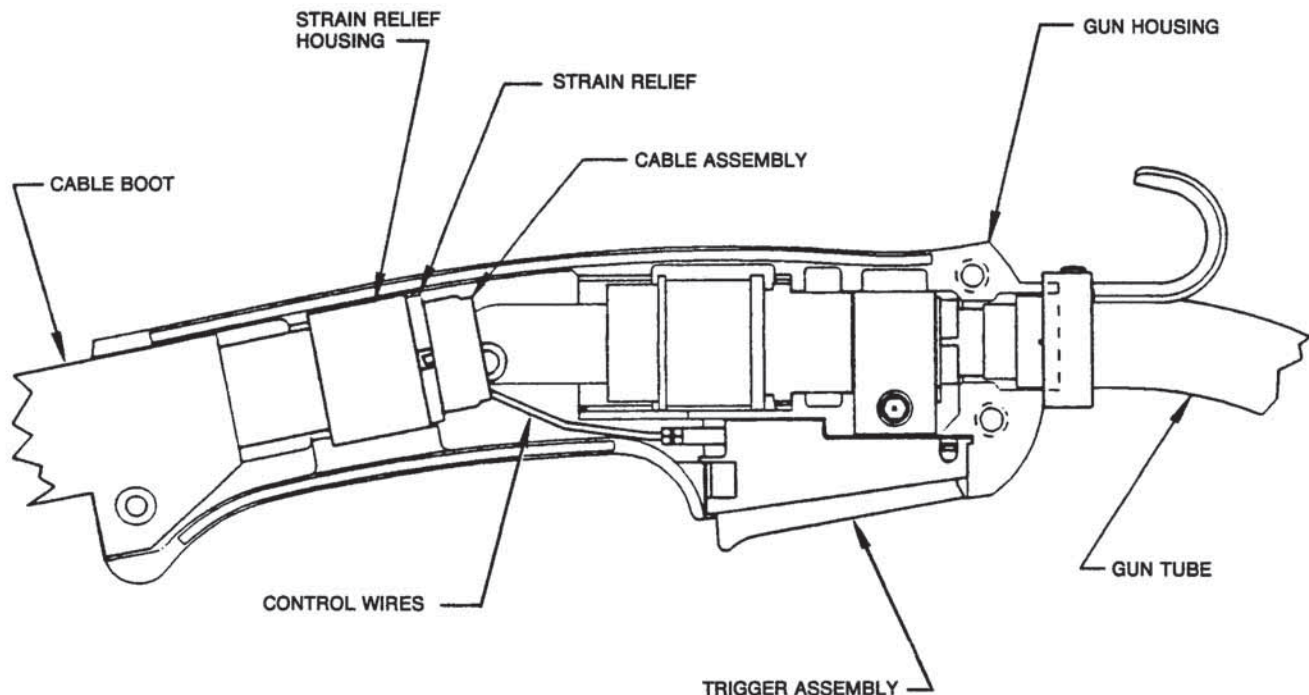 STRAIN RELIEF
HOUSING
GUN HOUSING
STRAIN RELIEF
CABLE ASSEMBLY
CABLE BOOT
GUN TUBE
CONTROL WIRES
TRIGGER ASSEMBLY